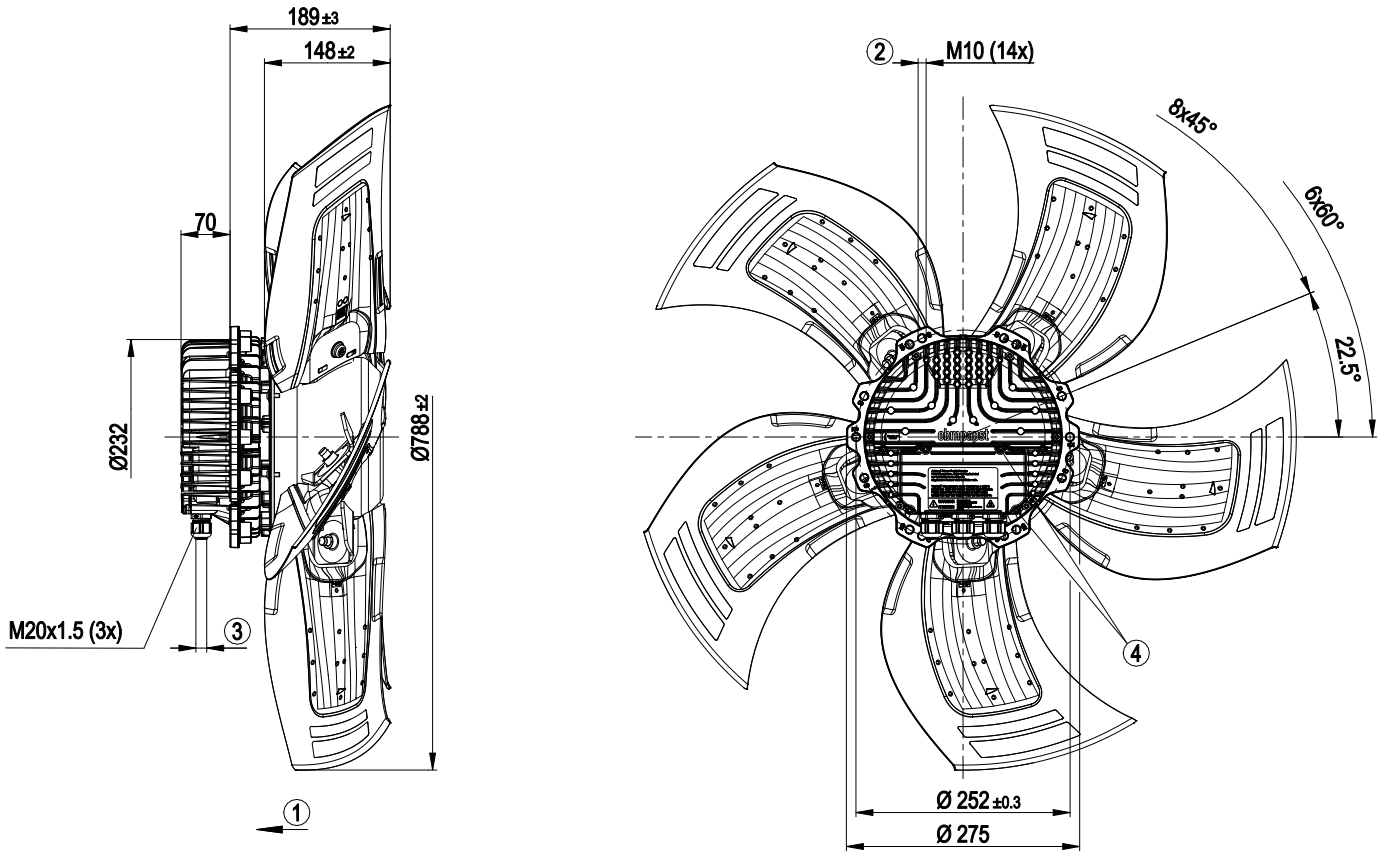 189 ±3
148 ±2
70
Ø232
Ø788 ±2
M20x1.5 (3x)
3
1
2
M10 (14x)
8x45°
6x60°
22.5°
ebmpapst
4
Ø 252 ±0.3
Ø 275